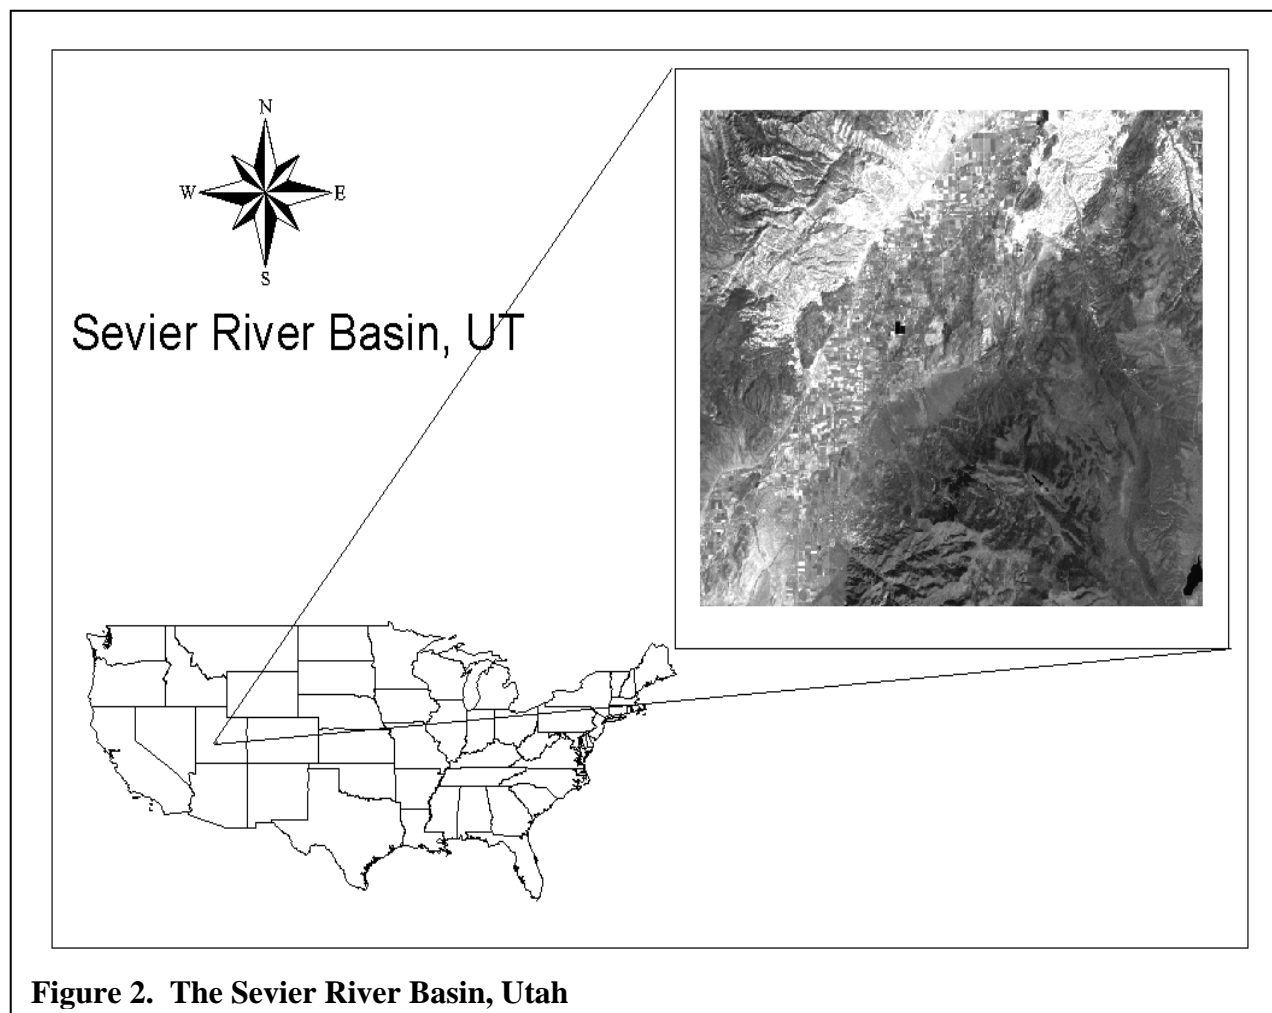 N
W E
S
Sevier River Basin, UT
Figure 2. The Sevier River Basin, Utah